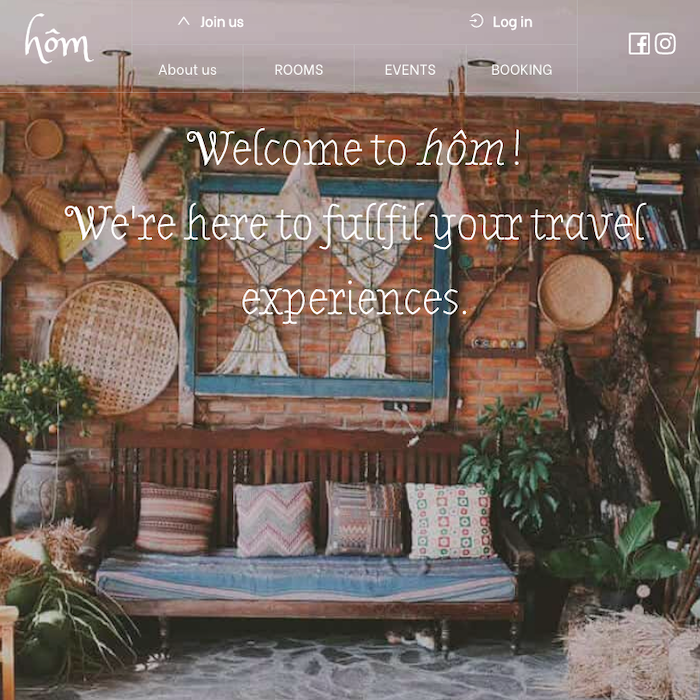 hôm
Join us
Log in
About us
ROOMS
EVENTS
BOOKING
Welcome to hôm !
We're here to fullfil your travel
experiences.